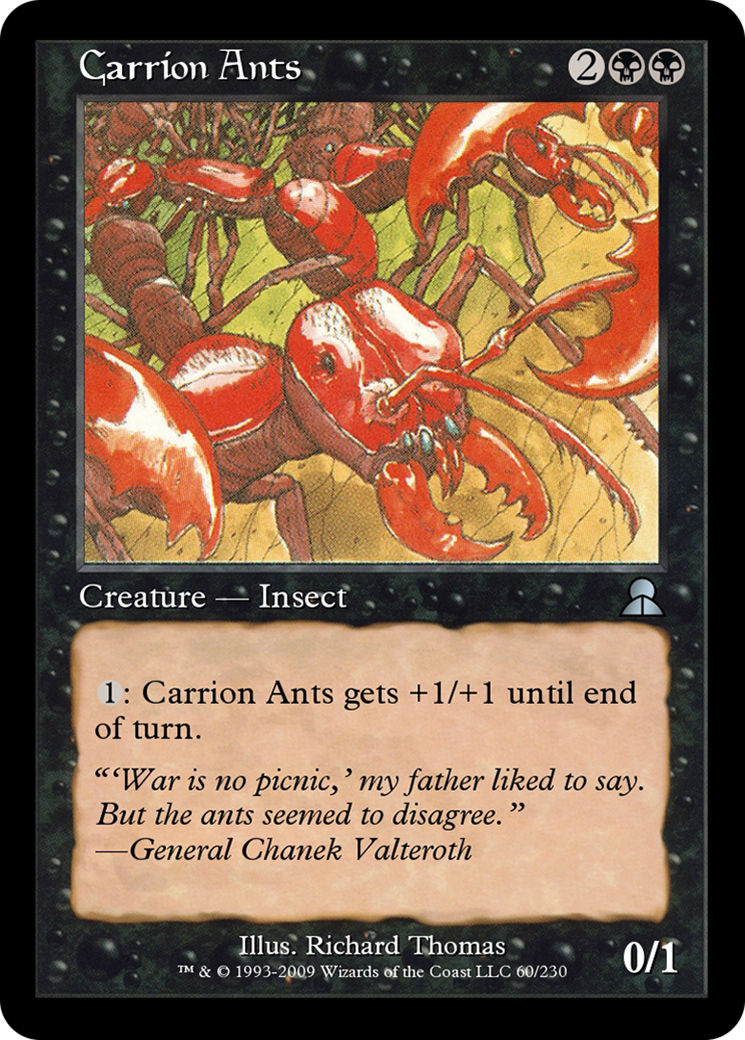 Carrion Ants 2
Creature — Insect
1: Carrion Ants gets +1/+1 until end
of turn.
“‘War is no picnic,’ my father liked to say.
But the ants seemed to disagree.”
—General Chanek Valteroth
Illus. Richard Thomas
™ & © 1993-2009 Wizards of the Coast LLC 60/230
0/1